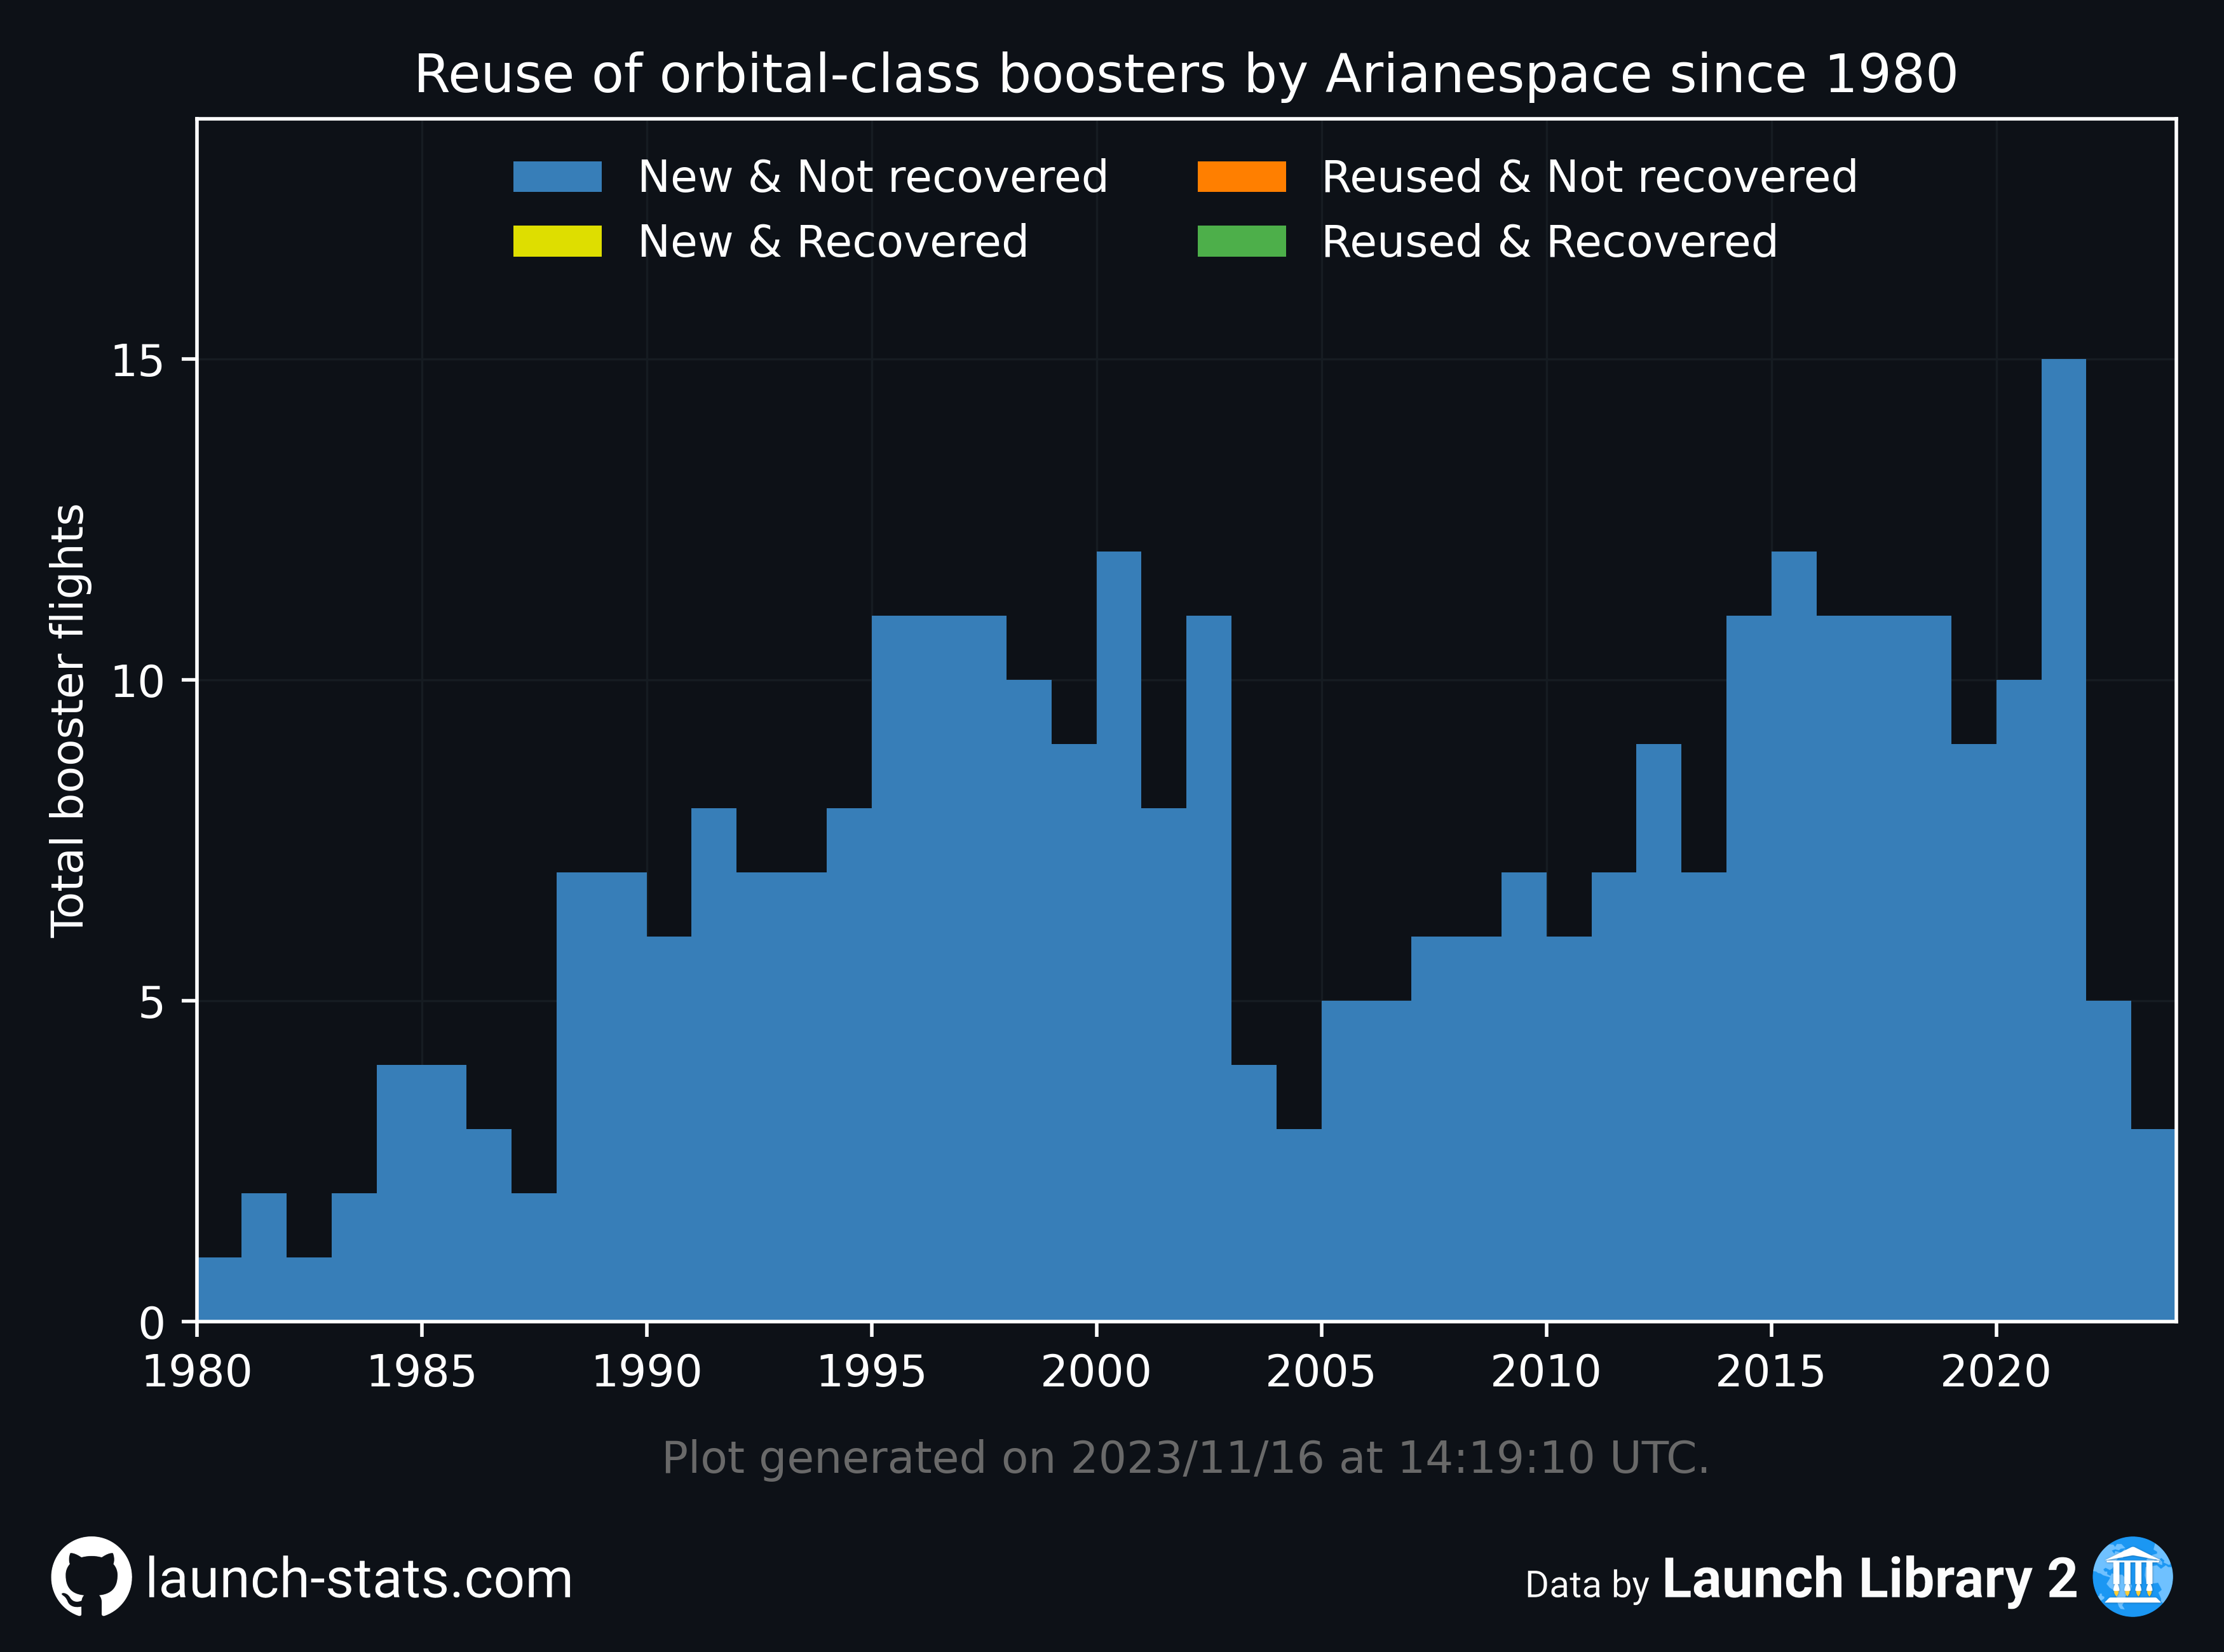 Reuse of orbital-class boosters by Arianespace since 1980
New & Not recovered
New & Recovered
Reused & Not recovered
Reused & Recovered
Total booster flights
15
10
5
0
1980 1985 1990 1995 2000 2005 2010 2015 2020
Plot generated on 2023/11/16 at 14:19:10 UTC.
launch-stats.com
Data by Launch Library 2